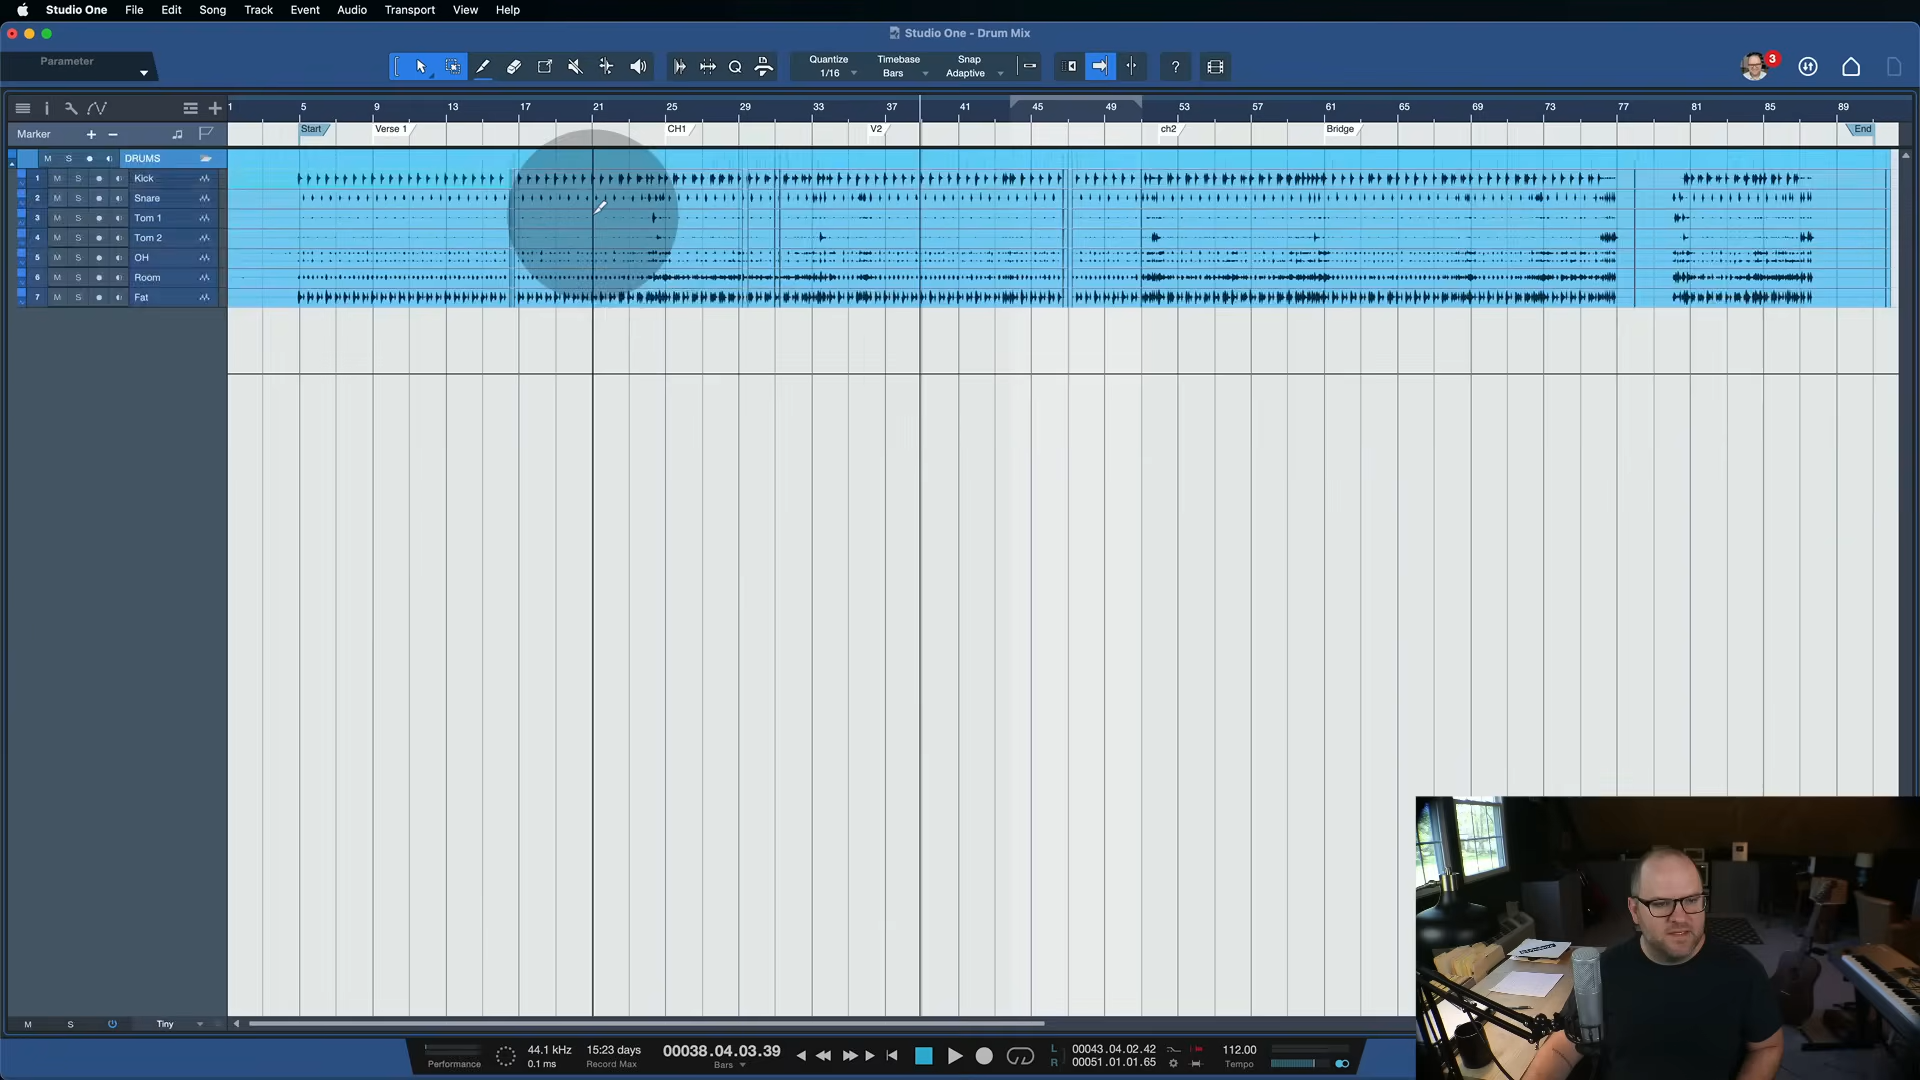 Studio One File Edit Song Track Event Audio Transport View Help
Studio One - Drum Mix
Parameter
Quantize Timebase Snap
1/16 Bars Adaptive
?
3
1 5 9 13 17 21 25 29 33 37 41 45 49 53 57 61 65 69 73 77 81 85 89
Marker
Start Verse 1 CH1 V2 ch2 Bridge End
M S DRUMS
1 M S Kick
2 M S Snare
3 M S Tom 1
4 M S Tom 2
5 M S OH
6 M S Room
7 M S Fat
M S Tiny
44.1 kHz 15:23 days 00038.04.03.39 L 00043.04.02.42 112.00
Performance 0.1 ms Record Max Bars R 00051.01.01.65 Tempo